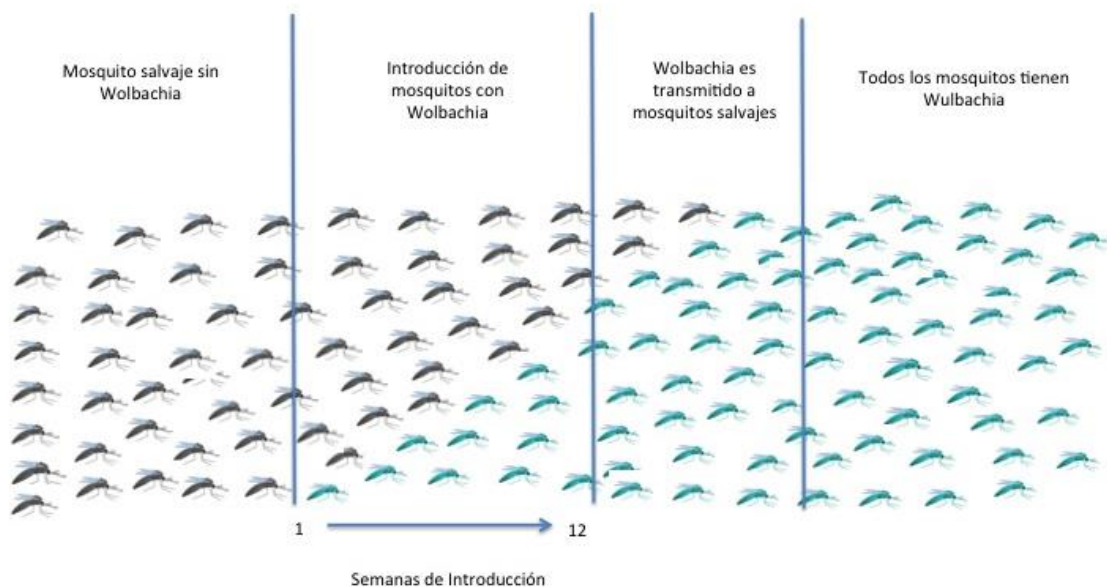 Mosquito salvaje sin
Wolbachia
Introducción de
mosquitos con
Wolbachia
Wolbachia es
transmitido a
mosquitos salvajes
Todos los mosquitos tienen
Wulbachia
1
12
Semanas de Introducción